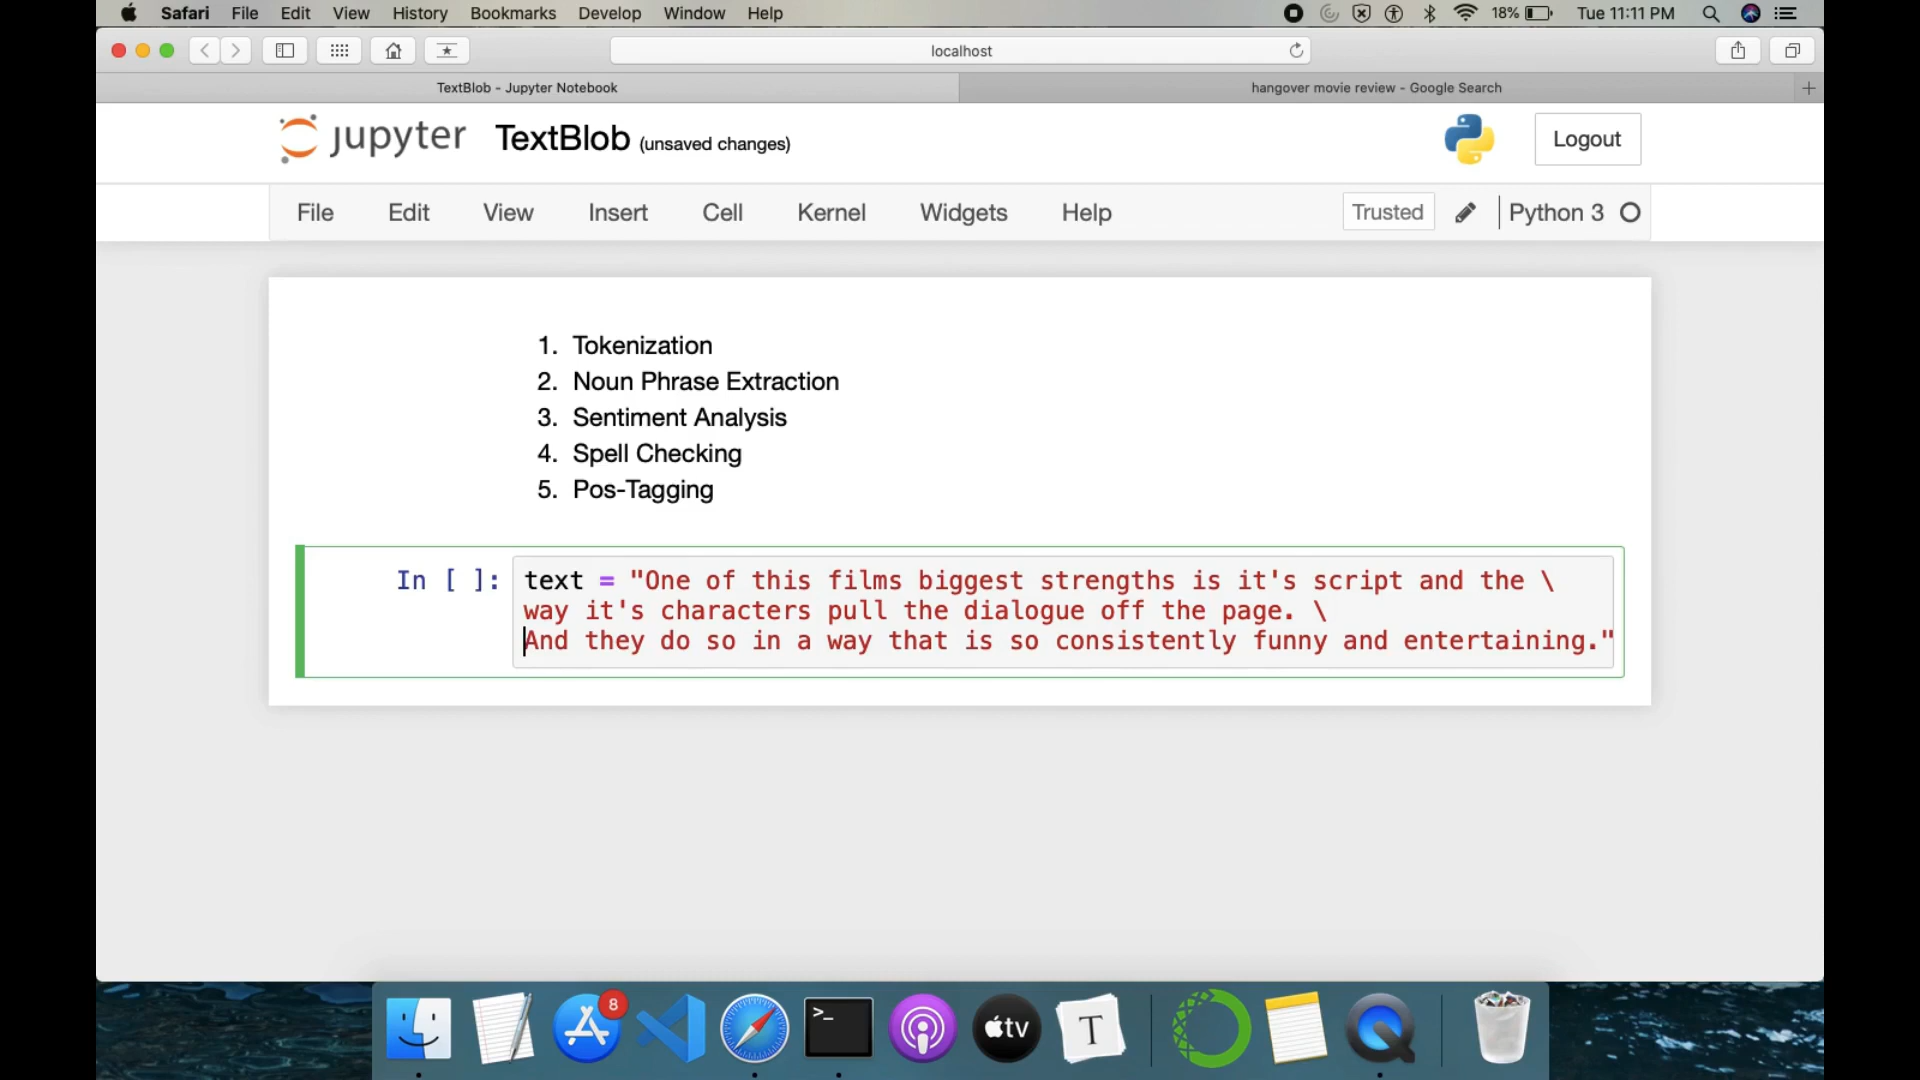 Safari File Edit View History Bookmarks Develop Window Help 18% Tue 11:11 PM
localhost
TextBlob - Jupyter Notebook hangover movie review - Google Search
jupyter TextBlob (unsaved changes) Logout
File Edit View Insert Cell Kernel Widgets Help Trusted Python 3
1. Tokenization
2. Noun Phrase Extraction
3. Sentiment Analysis
4. Spell Checking
5. Pos-Tagging
In [ ]: text = "One of this films biggest strengths is it's script and the \
way it's characters pull the dialogue off the page. \
And they do so in a way that is so consistently funny and entertaining."
8
>_
tv
T